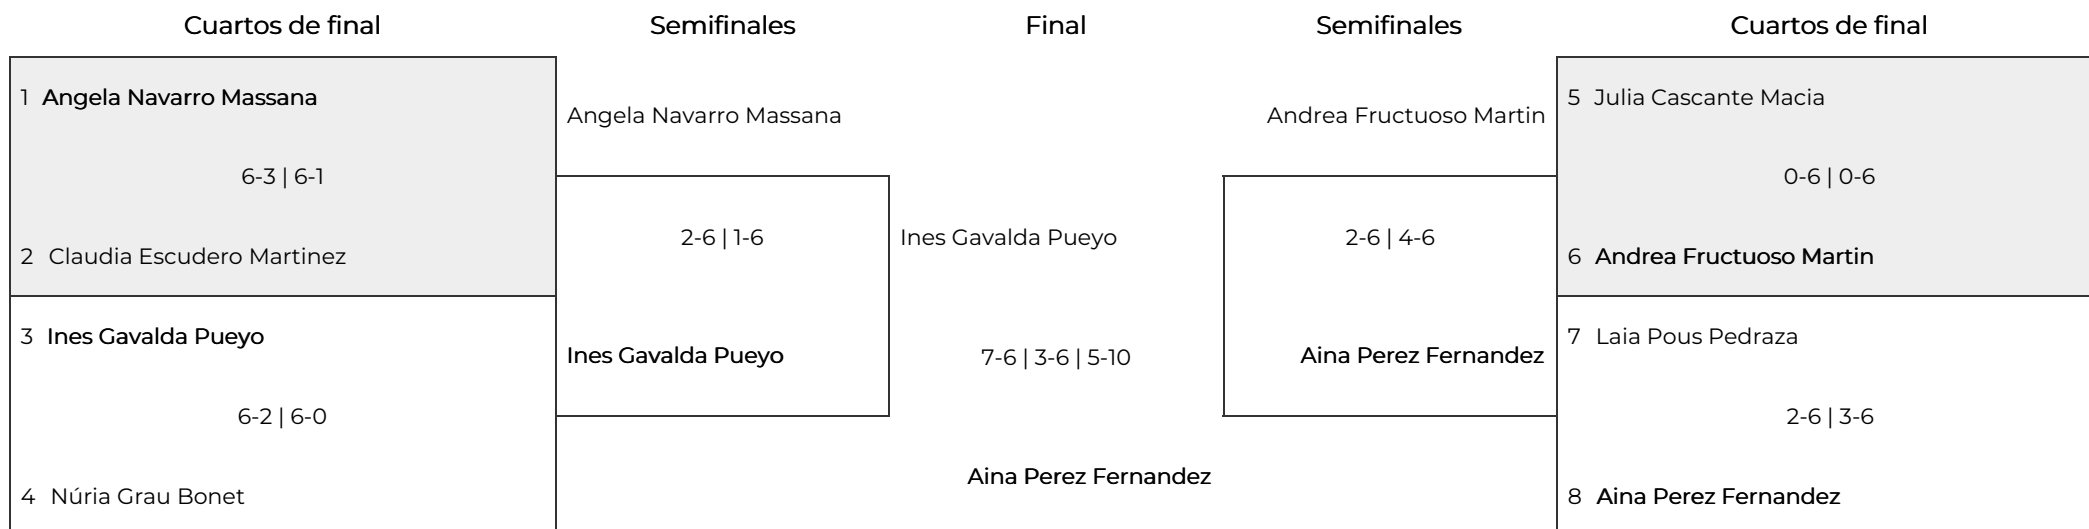 Cuartos de final
Semifinales
Final
Semifinales
Cuartos de final
1 Angela Navarro Massana
6-3 | 6-1
2 Claudia Escudero Martinez
3 Ines Gavalda Pueyo
6-2 | 6-0
4 Núria Grau Bonet
Angela Navarro Massana
2-6 | 1-6
Ines Gavalda Pueyo
Ines Gavalda Pueyo
7-6 | 3-6 | 5-10
Aina Perez Fernandez
Andrea Fructuoso Martin
2-6 | 4-6
Aina Perez Fernandez
5 Julia Cascante Macia
0-6 | 0-6
6 Andrea Fructuoso Martin
7 Laia Pous Pedraza
2-6 | 3-6
8 Aina Perez Fernandez